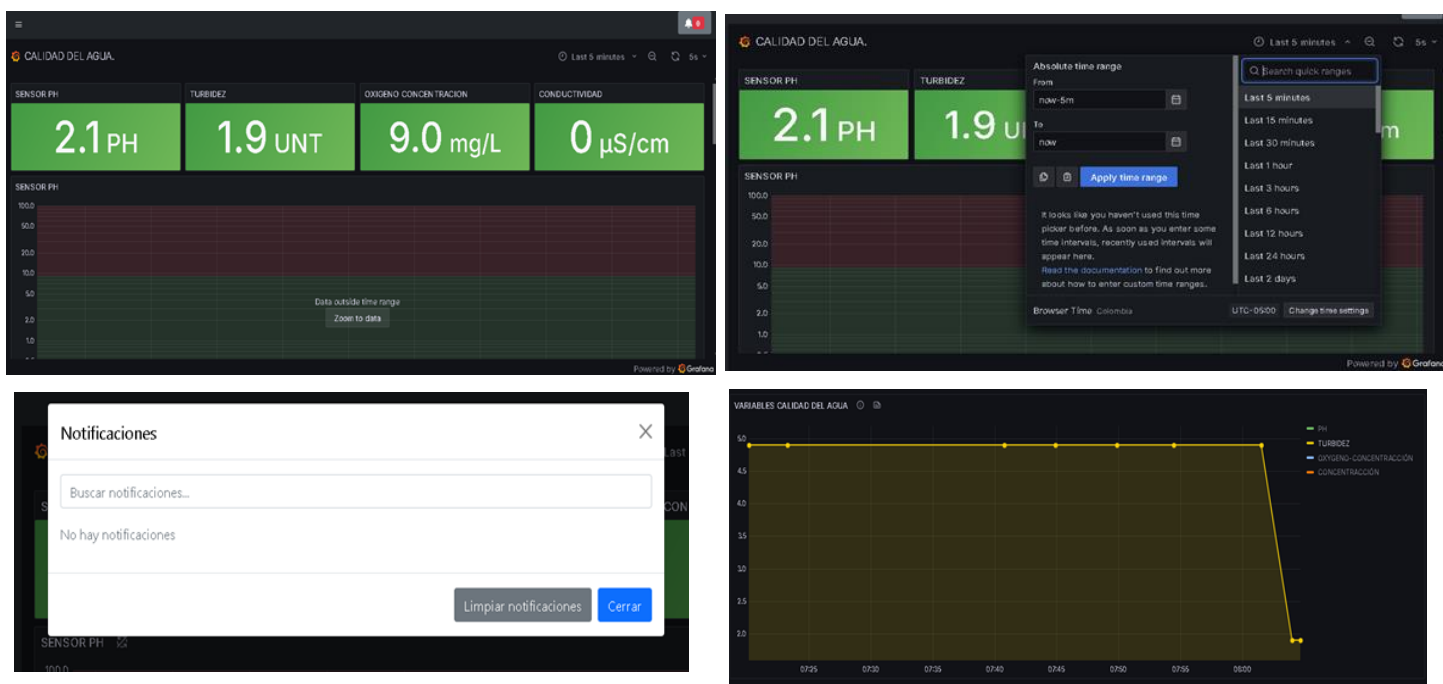 0
CALIDAD DEL AGUA.
Last 5 minutes
5s
SENSOR PH
TURBIDEZ
OXIGENO CONCENTRACION
CONDUCTIVIDAD
2.1 PH
1.9 UNT
9.0 mg/L
0 µS/cm
SENSOR PH
100.0
50.0
20.0
10.0
5.0
2.0
1.0
Data outside time range
Zoom to data
Powered by Grafana
CALIDAD DEL AGUA.
Last 5 minutes
5s
SENSOR PH
TURBIDEZ
2.1 PH
1.9 U
m
SENSOR PH
100.0
50.0
20.0
10.0
5.0
2.0
1.0
Absolute time range
From
now-5m
To
now
Apply time range
It looks like you haven't used this time
picker before. As soon as you enter some
time intervals, recently used intervals will
appear here.
Read the documentation to find out more
about how to enter custom time ranges.
Search quick ranges
Last 5 minutes
Last 15 minutes
Last 30 minutes
Last 1 hour
Last 3 hours
Last 6 hours
Last 12 hours
Last 24 hours
Last 2 days
Browser Time Colombia
UTC-05:00
Change time settings
Powered by Grafana
Notificaciones
Last
Buscar notificaciones...
S
CON
No hay notificaciones
Limpiar notificaciones
Cerrar
SENSOR PH
100.0
VARIABLES CALIDAD DEL AGUA
5.0
4.5
4.0
3.5
3.0
2.5
2.0
07:25
07:30
07:35
07:40
07:45
07:50
07:55
08:00
PH
TURBIDEZ
OXYGENO-CONCENTRACCIÓN
CONCENTRACCIÓN